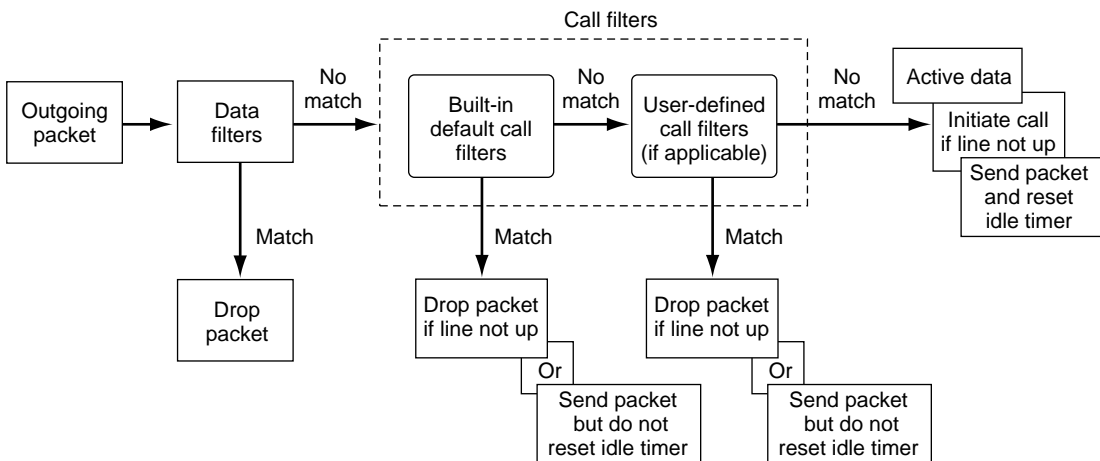 Call filters
Outgoing
packet
Data
filters
No
match
Built-in
default call
filters
No
match
User-defined
call filters
(if applicable)
No
match
Active data
Initiate call
if line not up
Send packet
and reset
idle timer
Match
Match
Match
Drop
packet
Drop packet
if line not up
Or
Send packet
but do not
reset idle timer
Drop packet
if line not up
Or
Send packet
but do not
reset idle timer